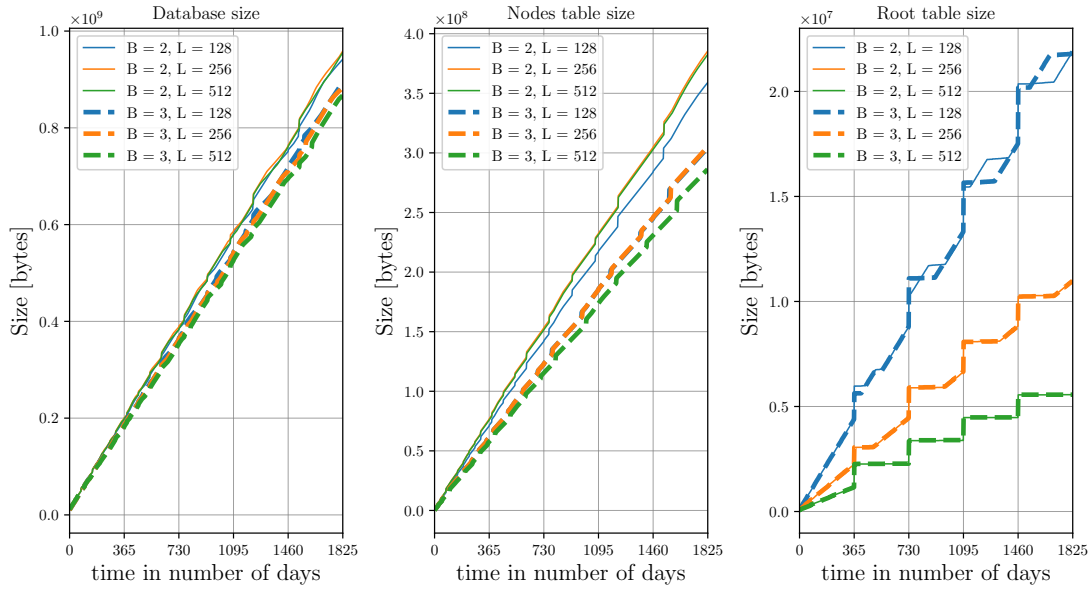 Database size
×10⁹
B = 2, L = 128
B = 2, L = 256
B = 2, L = 512
B = 3, L = 128
B = 3, L = 256
B = 3, L = 512
1.0
0.8
0.6
0.4
0.2
0.0
Size [bytes]
0 365 730 1095 1460 1825
time in number of days
Nodes table size
×10⁸
B = 2, L = 128
B = 2, L = 256
B = 2, L = 512
B = 3, L = 128
B = 3, L = 256
B = 3, L = 512
4.0
3.5
3.0
2.5
2.0
1.5
1.0
0.5
0.0
Size [bytes]
0 365 730 1095 1460 1825
time in number of days
Root table size
×10⁷
B = 2, L = 128
B = 2, L = 256
B = 2, L = 512
B = 3, L = 128
B = 3, L = 256
B = 3, L = 512
2.0
1.5
1.0
0.5
0.0
Size [bytes]
0 365 730 1095 1460 1825
time in number of days